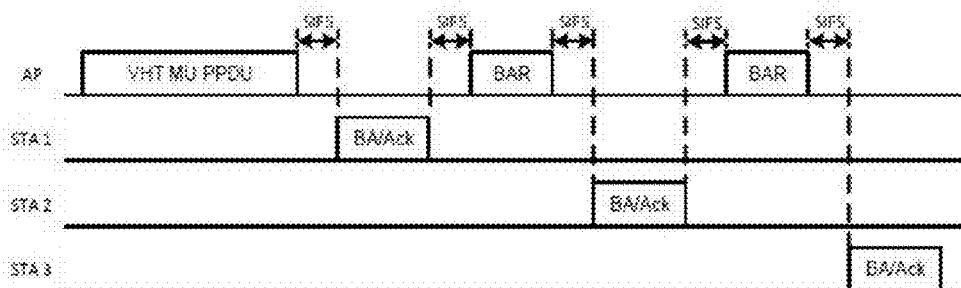 SIFS SIFS SIFS SIFS SIFS
AP VHT MU PPDU BAR BAR
STA 1 BA/Ack
STA 2 BA/Ack
STA 3 BA/Ack